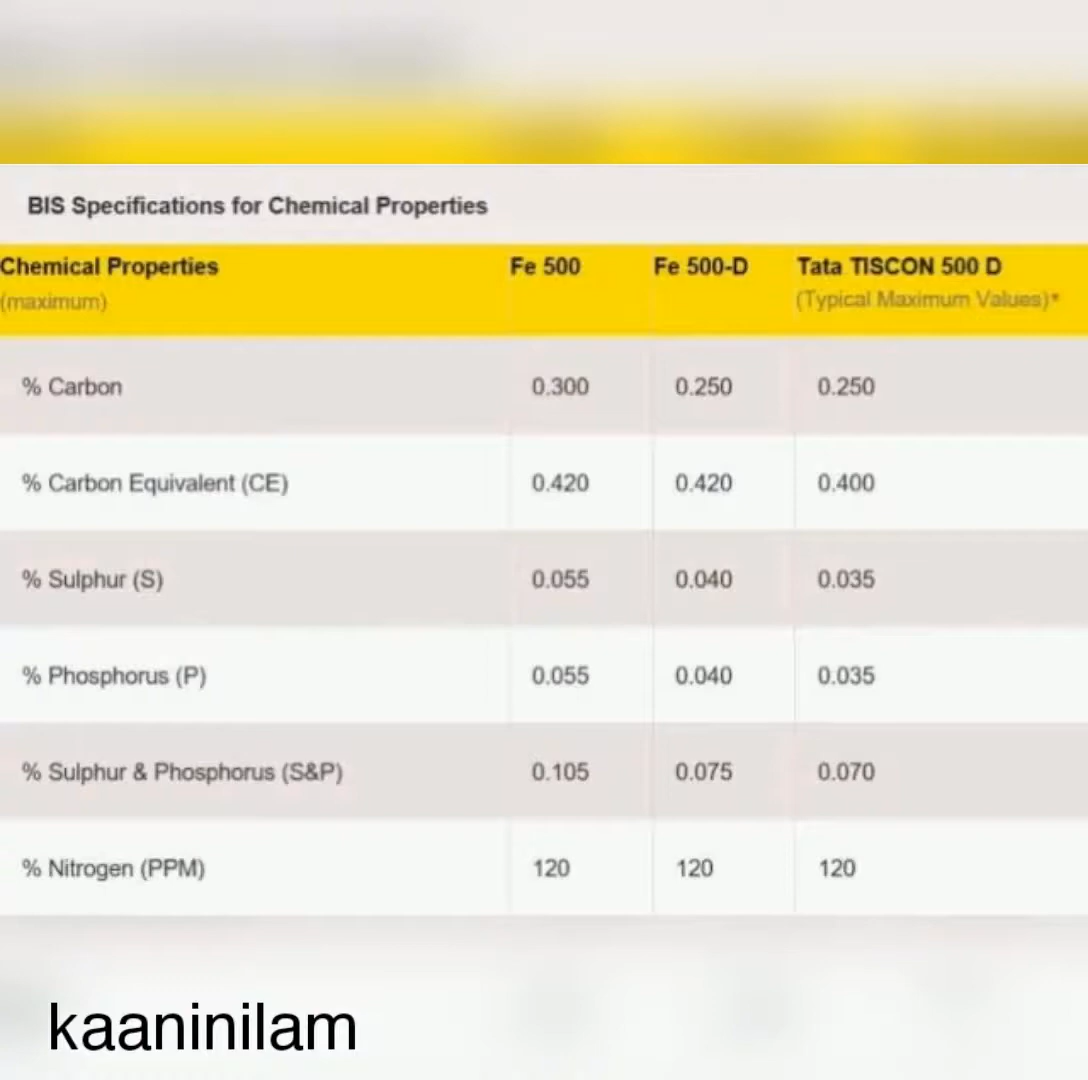 BIS Specifications for Chemical Properties
Chemical Properties Fe 500 Fe 500-D Tata TISCON 500 D
(maximum) (Typical Maximum Values)*
% Carbon 0.300 0.250 0.250
% Carbon Equivalent (CE) 0.420 0.420 0.400
% Sulphur (S) 0.055 0.040 0.035
% Phosphorus (P) 0.055 0.040 0.035
% Sulphur & Phosphorus (S&P) 0.105 0.075 0.070
% Nitrogen (PPM) 120 120 120
kaaninilam